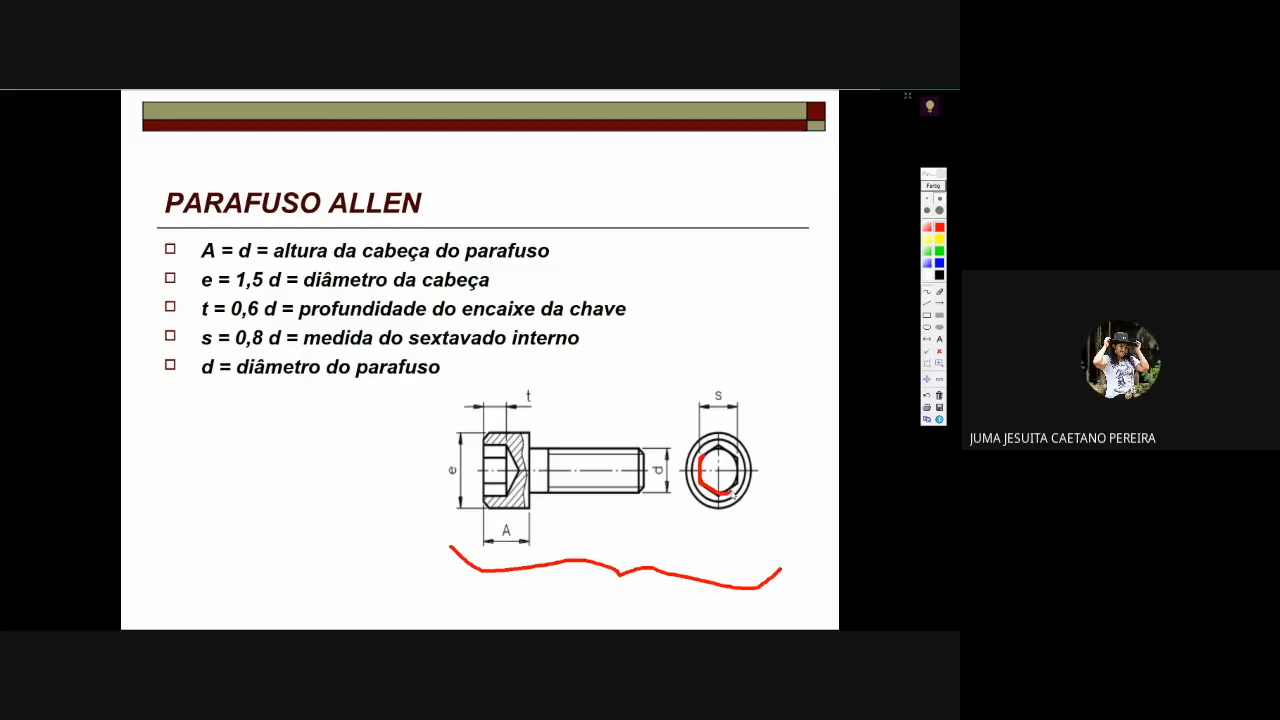 PARAFUSO ALLEN
A = d = altura da cabeça do parafuso
e = 1,5 d = diâmetro da cabeça
t = 0,6 d = profundidade do encaixe da chave
s = 0,8 d = medida do sextavado interno
d = diâmetro do parafuso
t
s
e
d
A
Fertig
A
JUMA JESUITA CAETANO PEREIRA